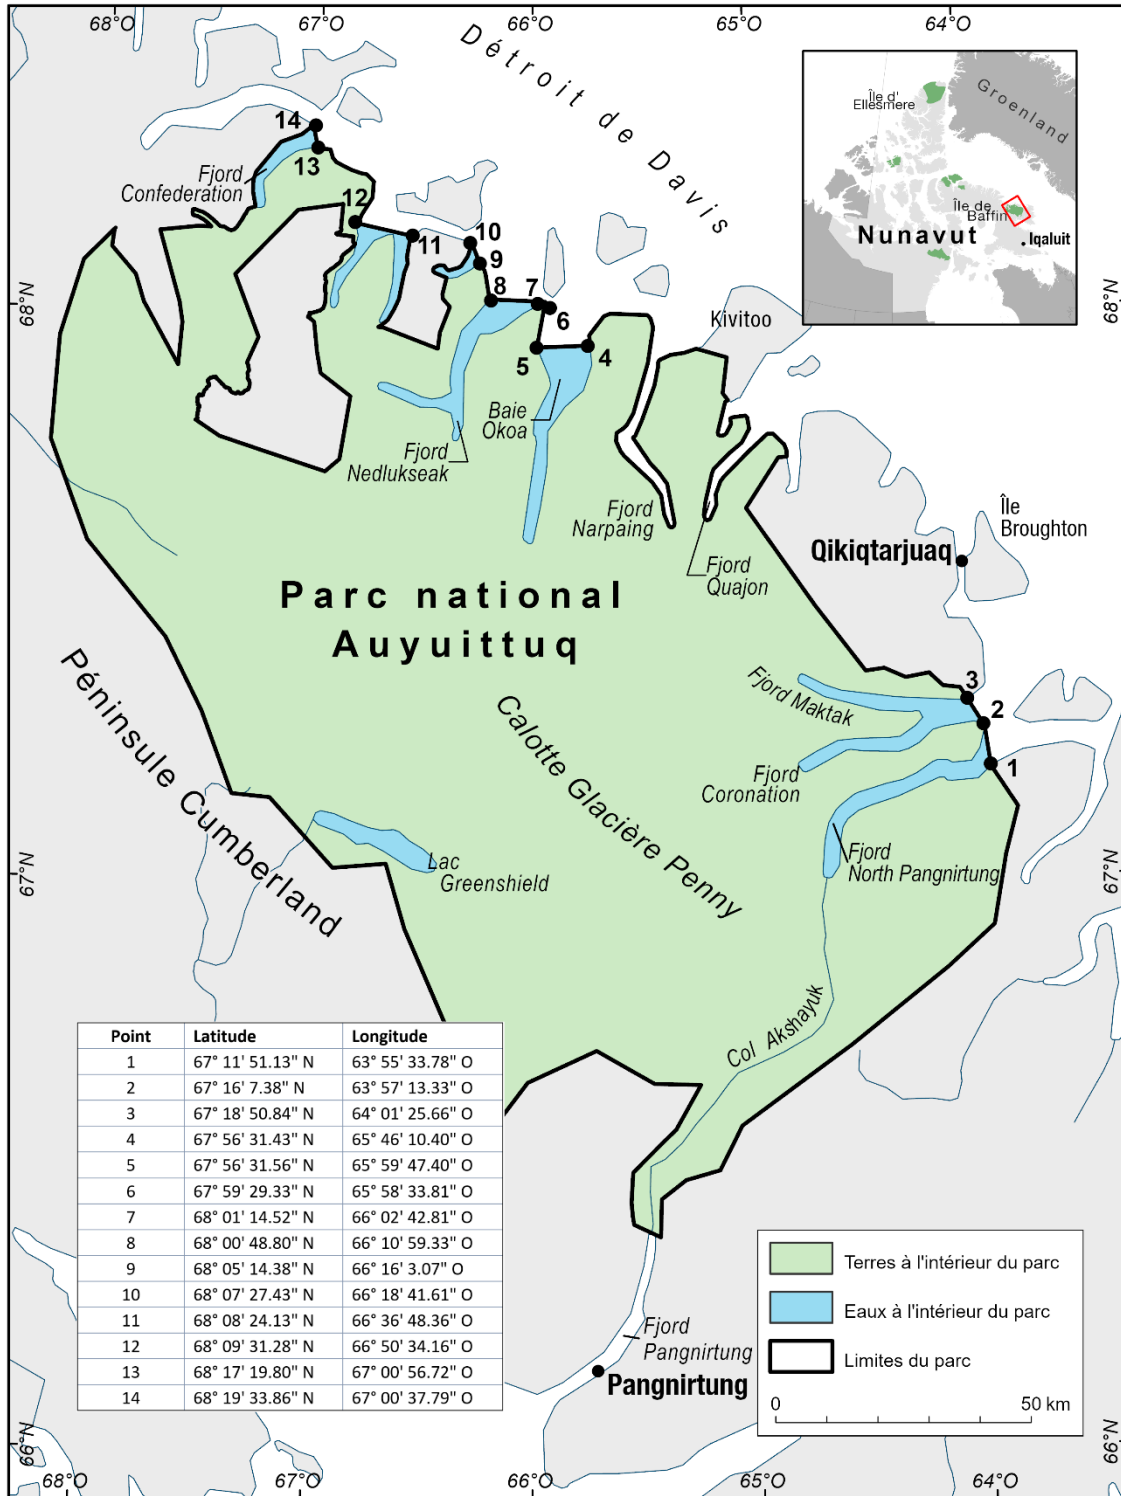 68°O
67°O
66°O
65°O
64°O
Détroit de Davis
Île d'
Ellesmere
Groenland
Île de
Baffin
Nunavut
Iqaluit
14
13
Fjord
Confederation
12
11
10
9
8
7
6
5
4
68°N
68°N
Kivitoo
Baie
Okoa
Fjord
Nedlukseak
Fjord
Narpaing
Fjord
Quajon
Île
Broughton
Qikiqtarjuaq
Parc national
Auyuittuq
Péninsule Cumberland
Calotte Glacière Penny
Fjord Maktak
3
2
1
Fjord
Coronation
Fjord
North Pangnirtung
Lac
Greenshield
67°N
67°N
Col Akshayuk
Point Latitude Longitude
1 67° 11' 51.13" N 63° 55' 33.78" O
2 67° 16' 7.38" N 63° 57' 13.33" O
3 67° 18' 50.84" N 64° 01' 25.66" O
4 67° 56' 31.43" N 65° 46' 10.40" O
5 67° 56' 31.56" N 65° 59' 47.40" O
6 67° 59' 29.33" N 65° 58' 33.81" O
7 68° 01' 14.52" N 66° 02' 42.81" O
8 68° 00' 48.80" N 66° 10' 59.33" O
9 68° 05' 14.38" N 66° 16' 3.07" O
10 68° 07' 27.43" N 66° 18' 41.61" O
11 68° 08' 24.13" N 66° 36' 48.36" O
12 68° 09' 31.28" N 66° 50' 34.16" O
13 68° 17' 19.80" N 67° 00' 56.72" O
14 68° 19' 33.86" N 67° 00' 37.79" O
Fjord
Pangnirtung
Pangnirtung
Terres à l'intérieur du parc
Eaux à l'intérieur du parc
Limites du parc
0 50 km
66°N
66°N
68°O
67°O
66°O
65°O
64°O